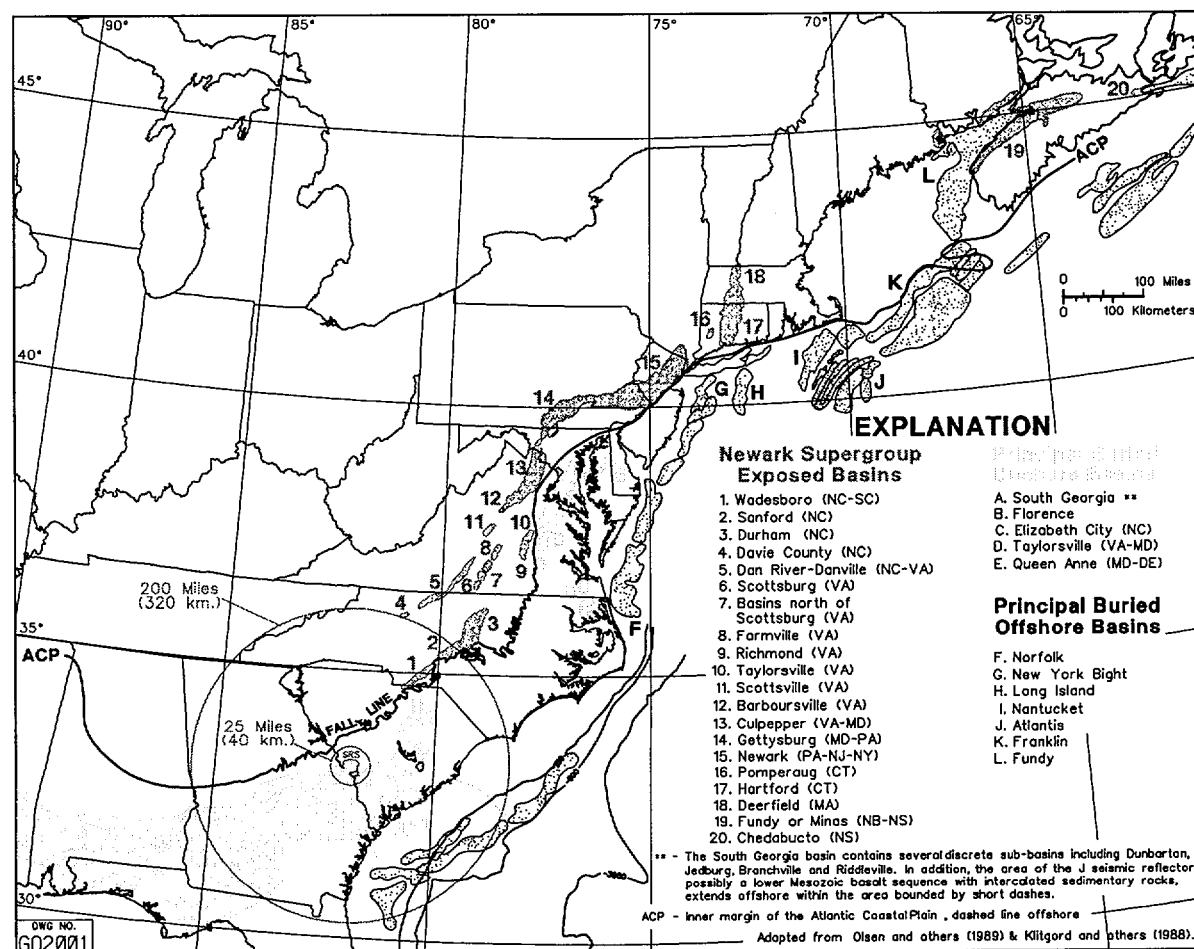 90°
85°
80°
75°
70°
65°
45°
20
19
ACP
L
K
18
0 100 Miles
0 100 Kilometers
16
17
40°
15
I
14
G
H
J
13
12
11
10
8
9
7
6
5
4
3
2
1
F
200 Miles
(320 km.)
35°
ACP
FALL LINE
25 Miles
(40 km.)
SRS
30°
EXPLANATION
Newark Supergroup
Exposed Basins
1. Wadesboro (NC-SC)
2. Sanford (NC)
3. Durham (NC)
4. Davie County (NC)
5. Dan River-Danville (NC-VA)
6. Scottsburg (VA)
7. Basins north of
Scottsburg (VA)
8. Farmville (VA)
9. Richmond (VA)
10. Taylorsville (VA)
11. Scottsville (VA)
12. Barboursville (VA)
13. Culpepper (VA-MD)
14. Gettysburg (MD-PA)
15. Newark (PA-NJ-NY)
16. Pomperaug (CT)
17. Hartford (CT)
18. Deerfield (MA)
19. Fundy or Minas (NB-NS)
20. Chedabucto (NS)
Principal Buried
Onshore Basins
A. South Georgia **
B. Florence
C. Elizabeth City (NC)
D. Taylorsville (VA-MD)
E. Queen Anne (MD-DE)
Principal Buried
Offshore Basins
F. Norfolk
G. New York Bight
H. Long Island
I. Nantucket
J. Atlantis
K. Franklin
L. Fundy
** - The South Georgia basin contains several discrete sub-basins including Dunbarton,
Jedburg, Branchville and Riddleville. In addition, the area of the J seismic reflector
possibly a lower Mesozoic basalt sequence with intercalated sedimentary rocks,
extends offshore within the area bounded by short dashes.
ACP - Inner margin of the Atlantic Coastal Plain, dashed line offshore
Adapted from Olsen and others (1989) & Klitgord and others (1988).
DWG NO.
G02001